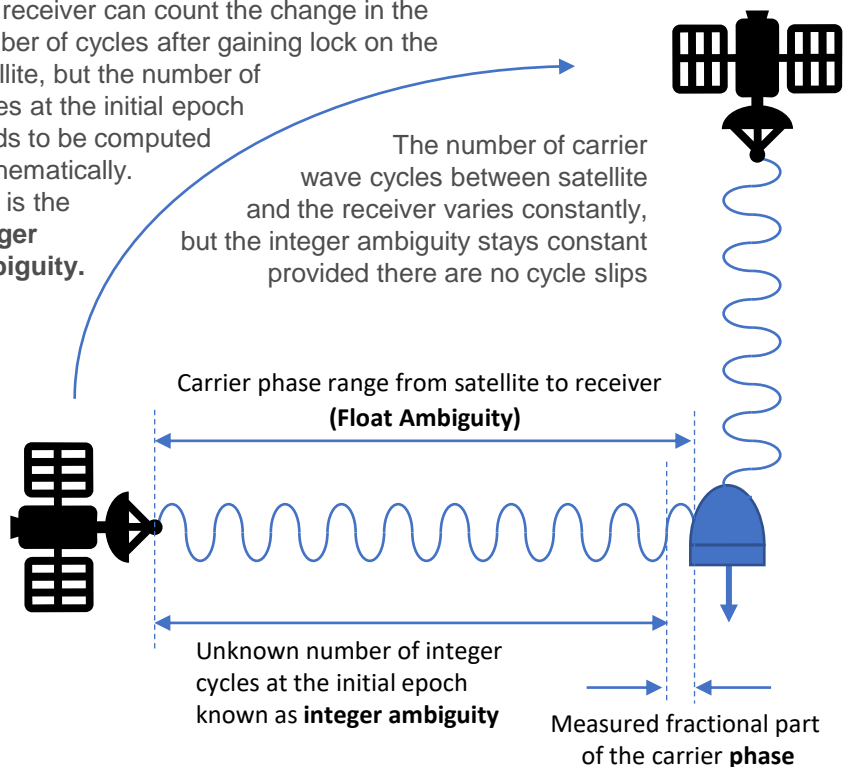 receiver can count the change in the
ber of cycles after gaining lock on the
llite, but the number of
es at the initial epoch
ds to be computed
hematically.
is the
ger
biguity.
The number of carrier
wave cycles between satellite
and the receiver varies constantly,
but the integer ambiguity stays constant
provided there are no cycle slips
Carrier phase range from satellite to receiver
(Float Ambiguity)
Unknown number of integer
cycles at the initial epoch
known as integer ambiguity
Measured fractional part
of the carrier phase